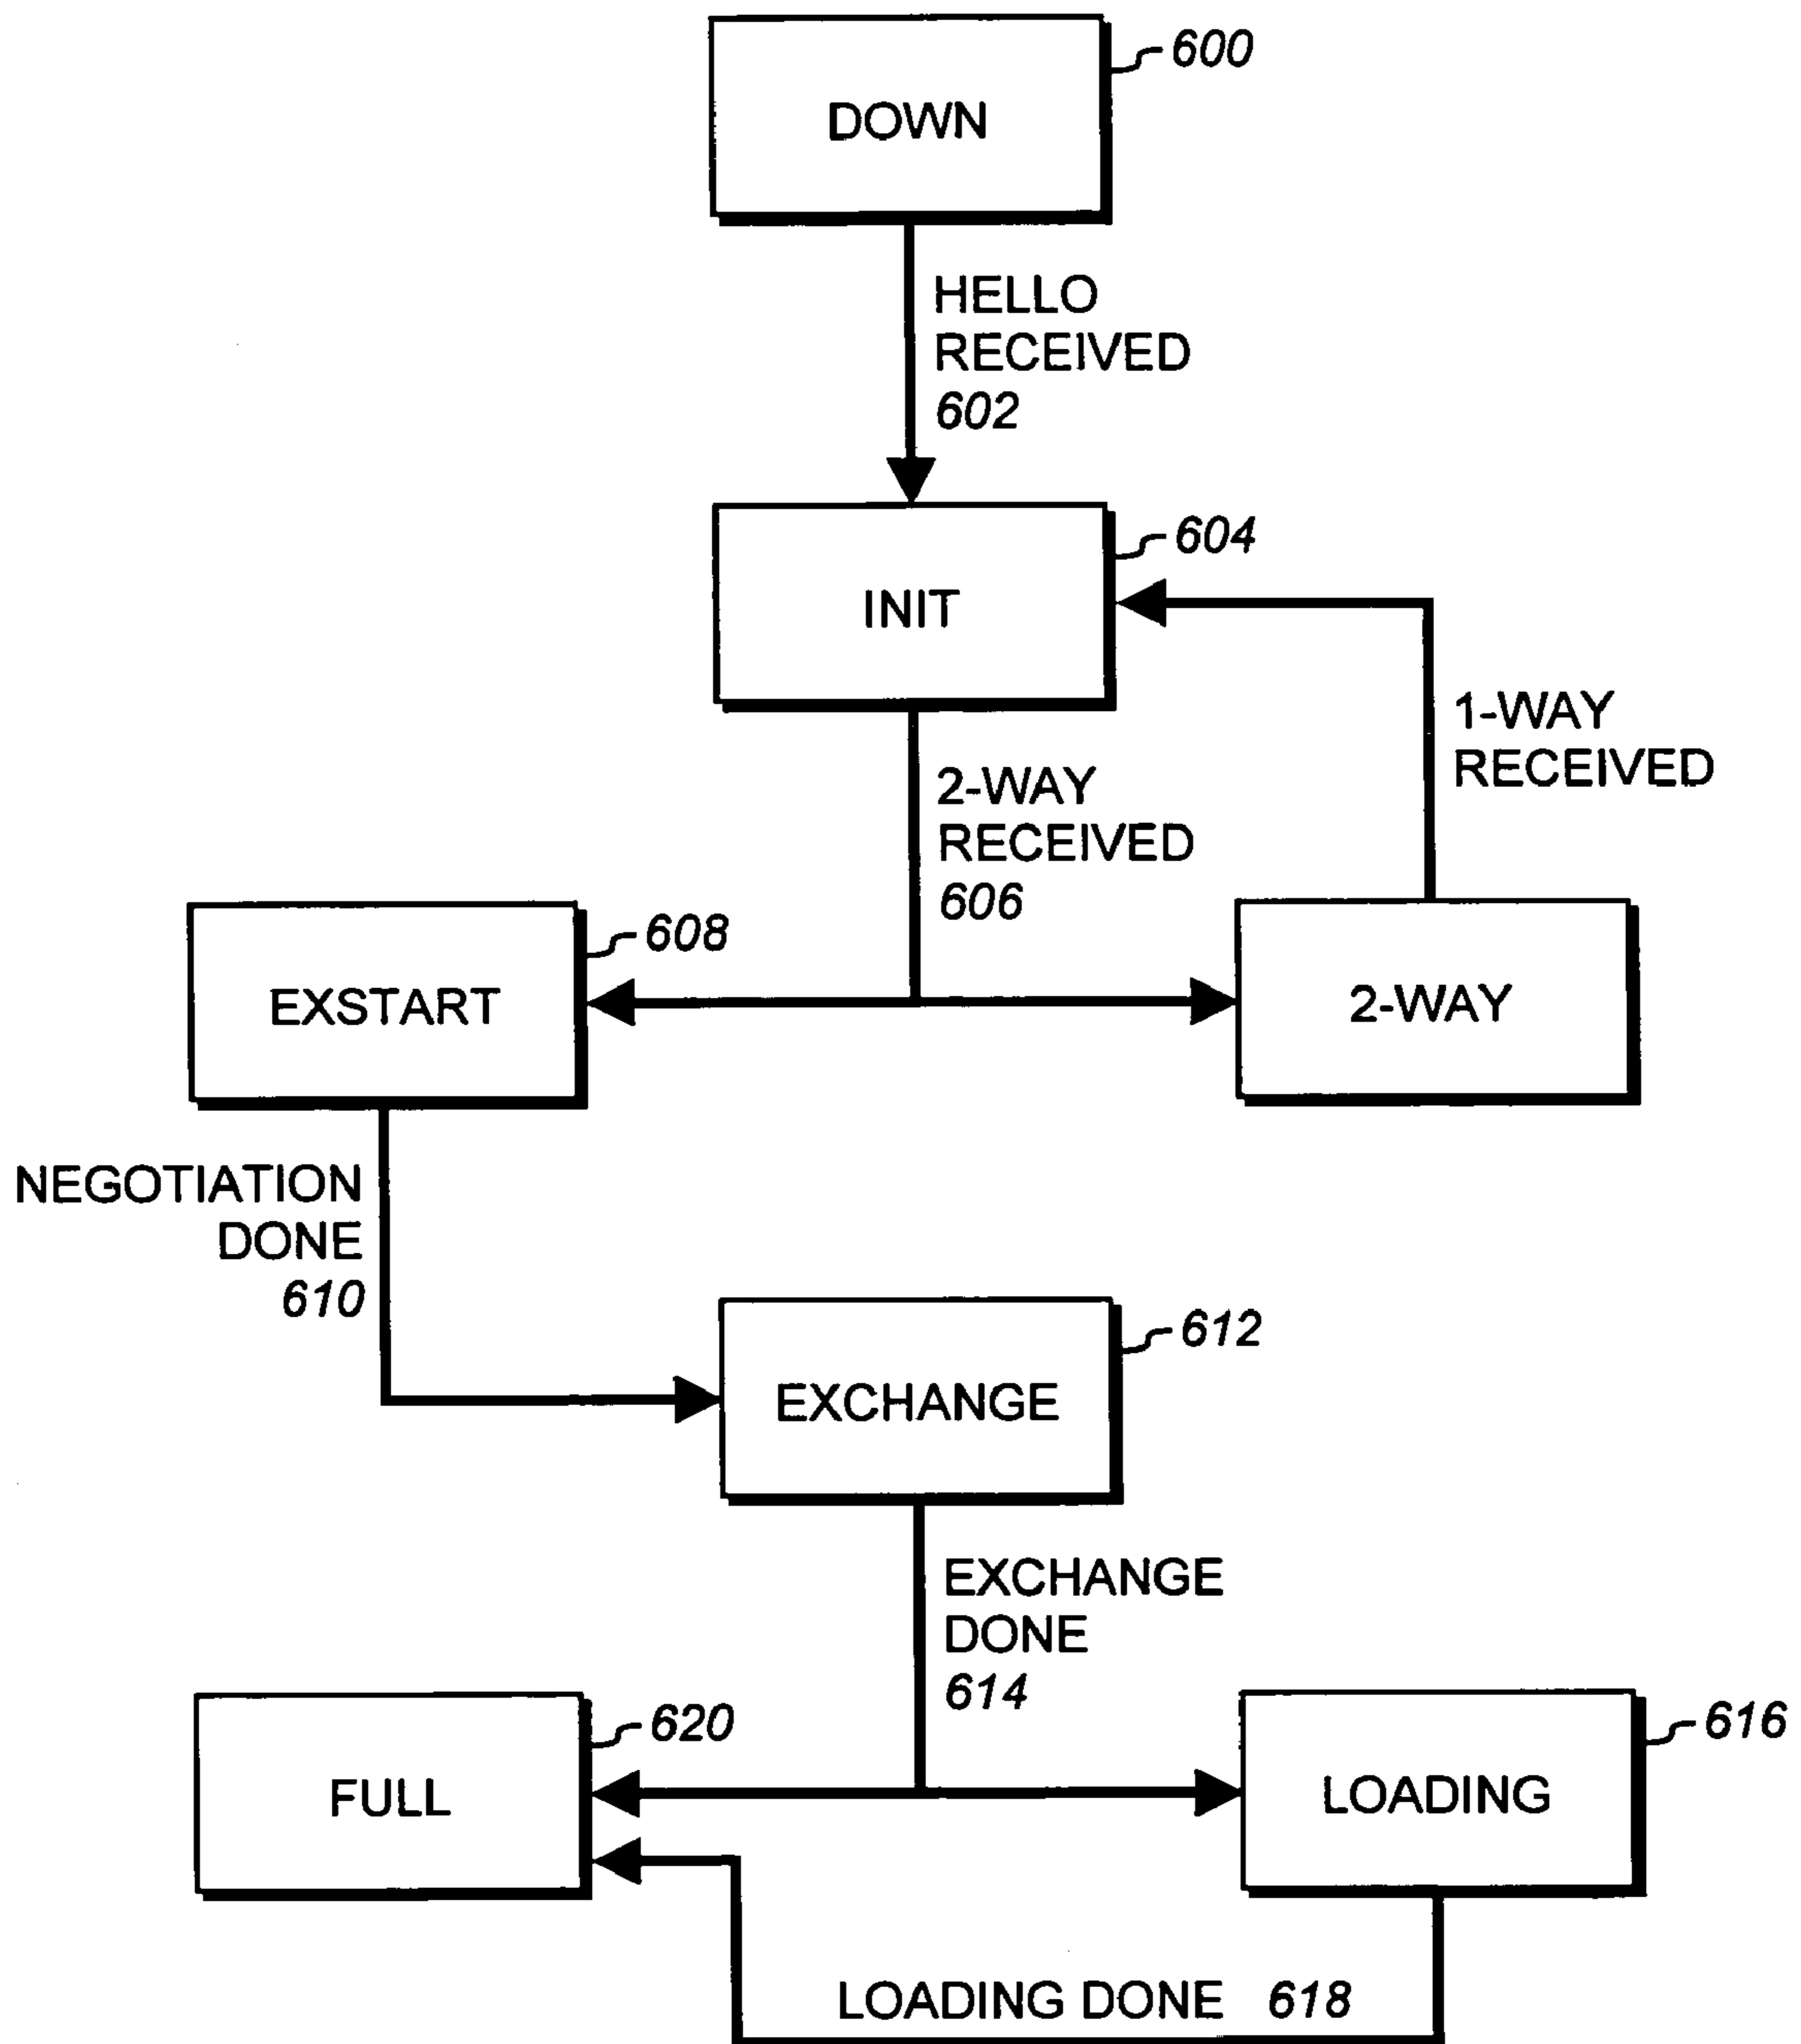 600
DOWN
HELLO
RECEIVED
602
604
INIT
1-WAY
RECEIVED
2-WAY
RECEIVED
606
608
EXSTART
2-WAY
NEGOTIATION
DONE
610
612
EXCHANGE
EXCHANGE
DONE
614
620
FULL
616
LOADING
LOADING DONE 618